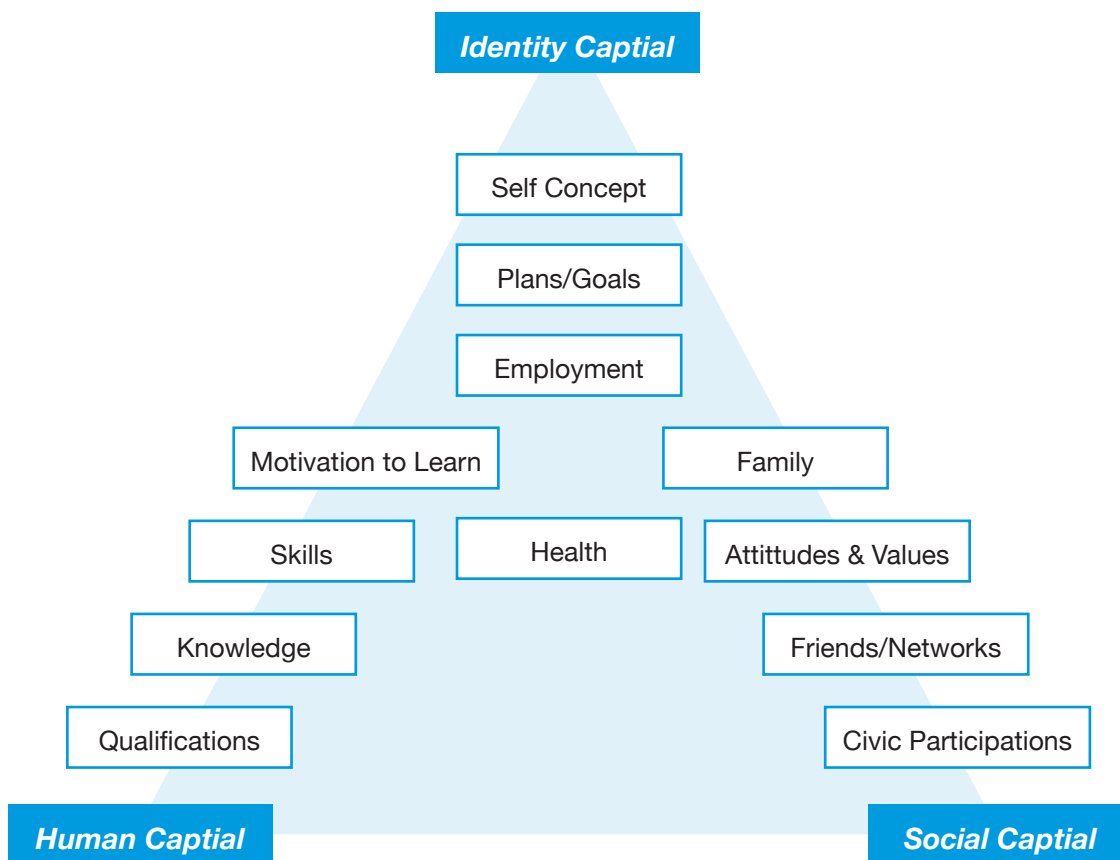 Identity Captial
Self Concept
Plans/Goals
Employment
Motivation to Learn
Family
Skills
Health
Attittudes & Values
Knowledge
Friends/Networks
Qualifications
Civic Participations
Human Captial
Social Captial